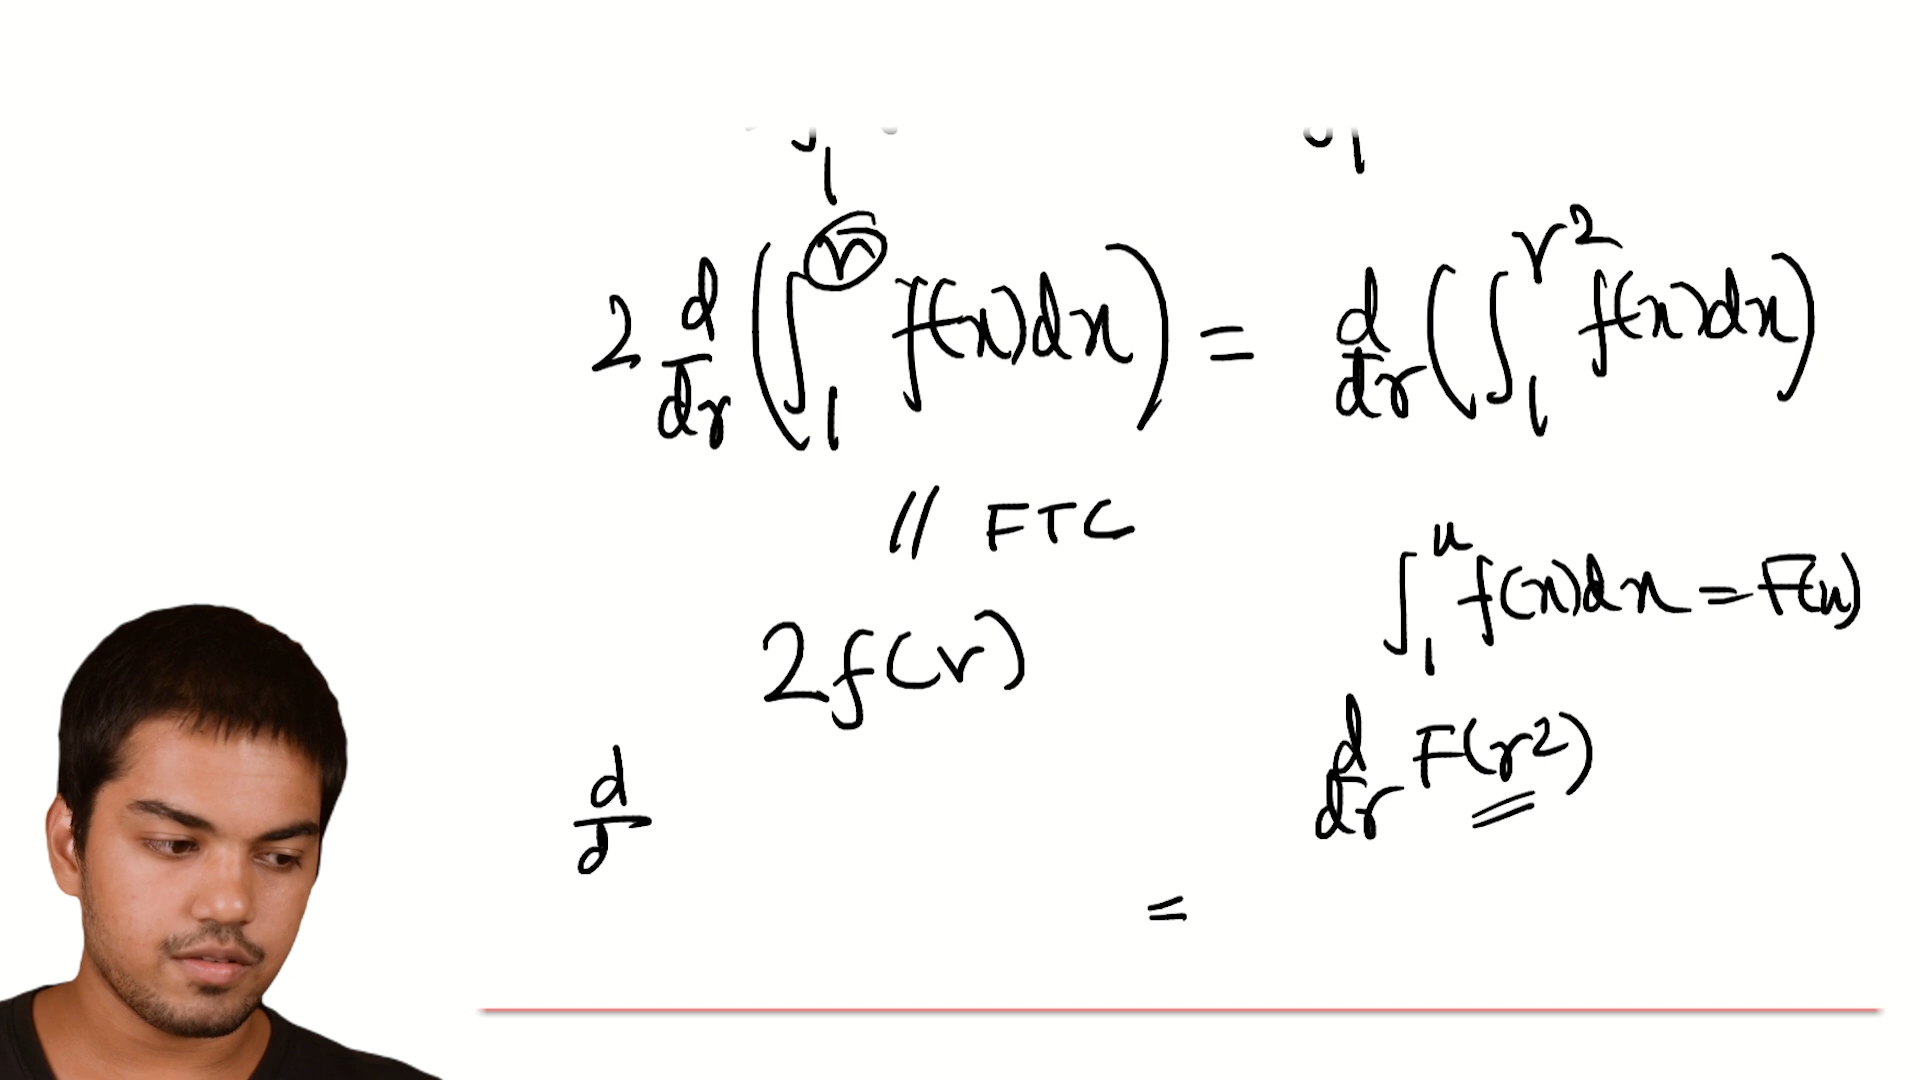 2 d/dr (∫₁^r f(x)dx) = d/dr (∫₁^r² f(x)dx)
// FTC
∫₁^u f(x)dx = F(u)
2f(r)
d/dr F(r²)
d/d
=